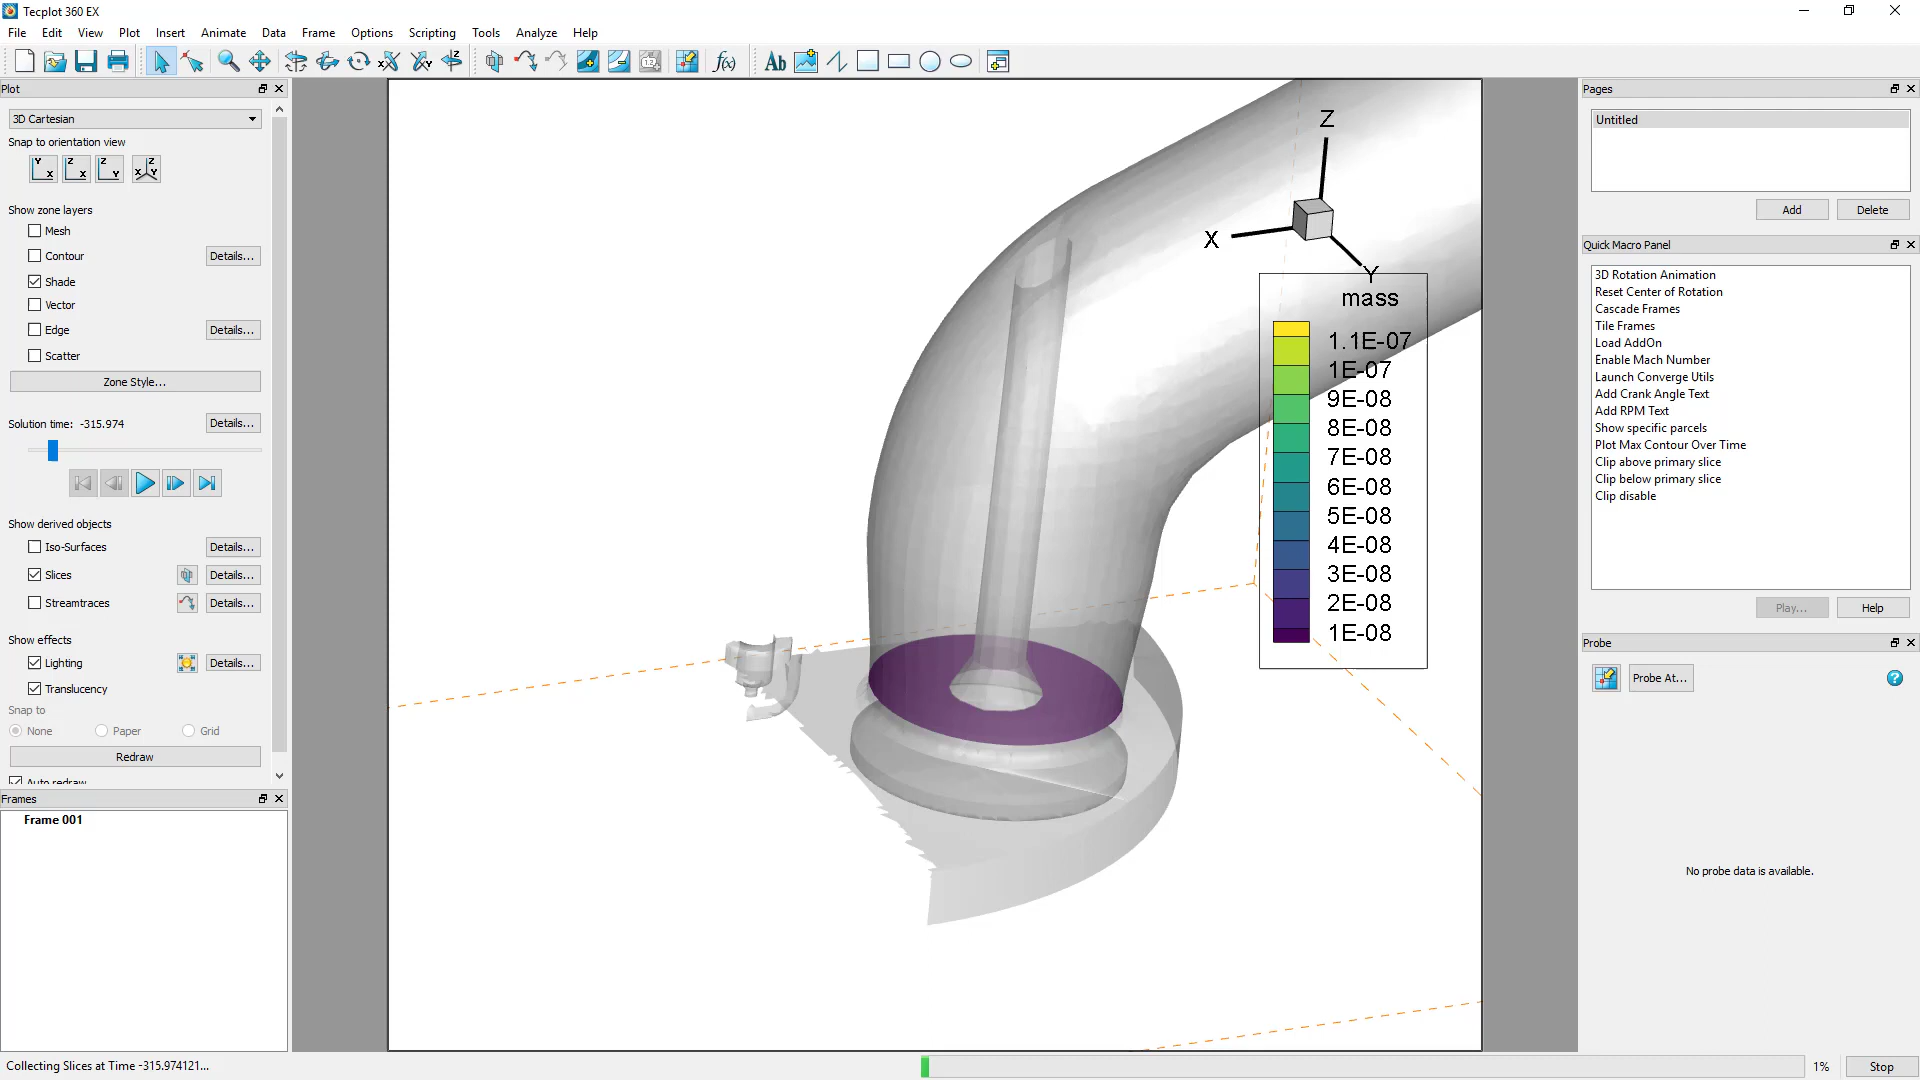 Tecplot 360 EX
File Edit View Plot Insert Animate Data Frame Options Scripting Tools Analyze Help
Plot
3D Cartesian
Snap to orientation view
Y X Z X Z Y Z X Y
Show zone layers
Mesh
Contour Details...
Shade
Vector
Edge Details...
Scatter
Zone Style...
Solution time: -315.974 Details...
Show derived objects
Iso-Surfaces Details...
Slices Details...
Streamtraces Details...
Show effects
Lighting Details...
Translucency
Snap to
None Paper Grid
Redraw
Auto redraw
Frames
Frame 001
Z
X
Y
mass
1.1E-07
1E-07
9E-08
8E-08
7E-08
6E-08
5E-08
4E-08
3E-08
2E-08
1E-08
Pages
Untitled
Add Delete
Quick Macro Panel
3D Rotation Animation
Reset Center of Rotation
Cascade Frames
Tile Frames
Load AddOn
Enable Mach Number
Launch Converge Utils
Add Crank Angle Text
Add RPM Text
Show specific parcels
Plot Max Contour Over Time
Clip above primary slice
Clip below primary slice
Clip disable
Play... Help
Probe
Probe At...
No probe data is available.
Collecting Slices at Time -315.974121... 1% Stop